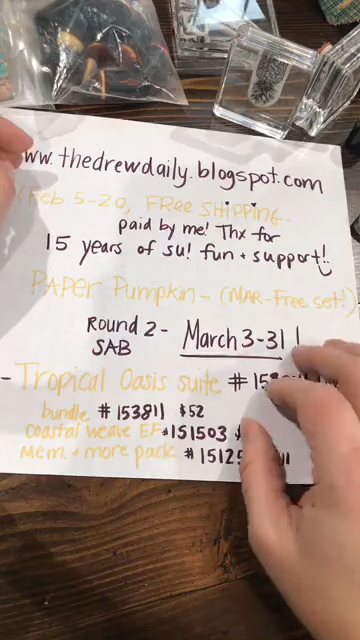 ww.thedrewdaily.blogspot.com
(Feb 5-20, FREE SHiPPiNG-
paid by me! Thx for
15 years of SU! fun + support!
PAPER Pumpkin- (MAR-Free set!)-
Round 2- March 3-31!
SAB
- Tropical Oasis suite #15
bundle #153811 $52
coastal weave EF #151503 $
Mem. + more pack #15125